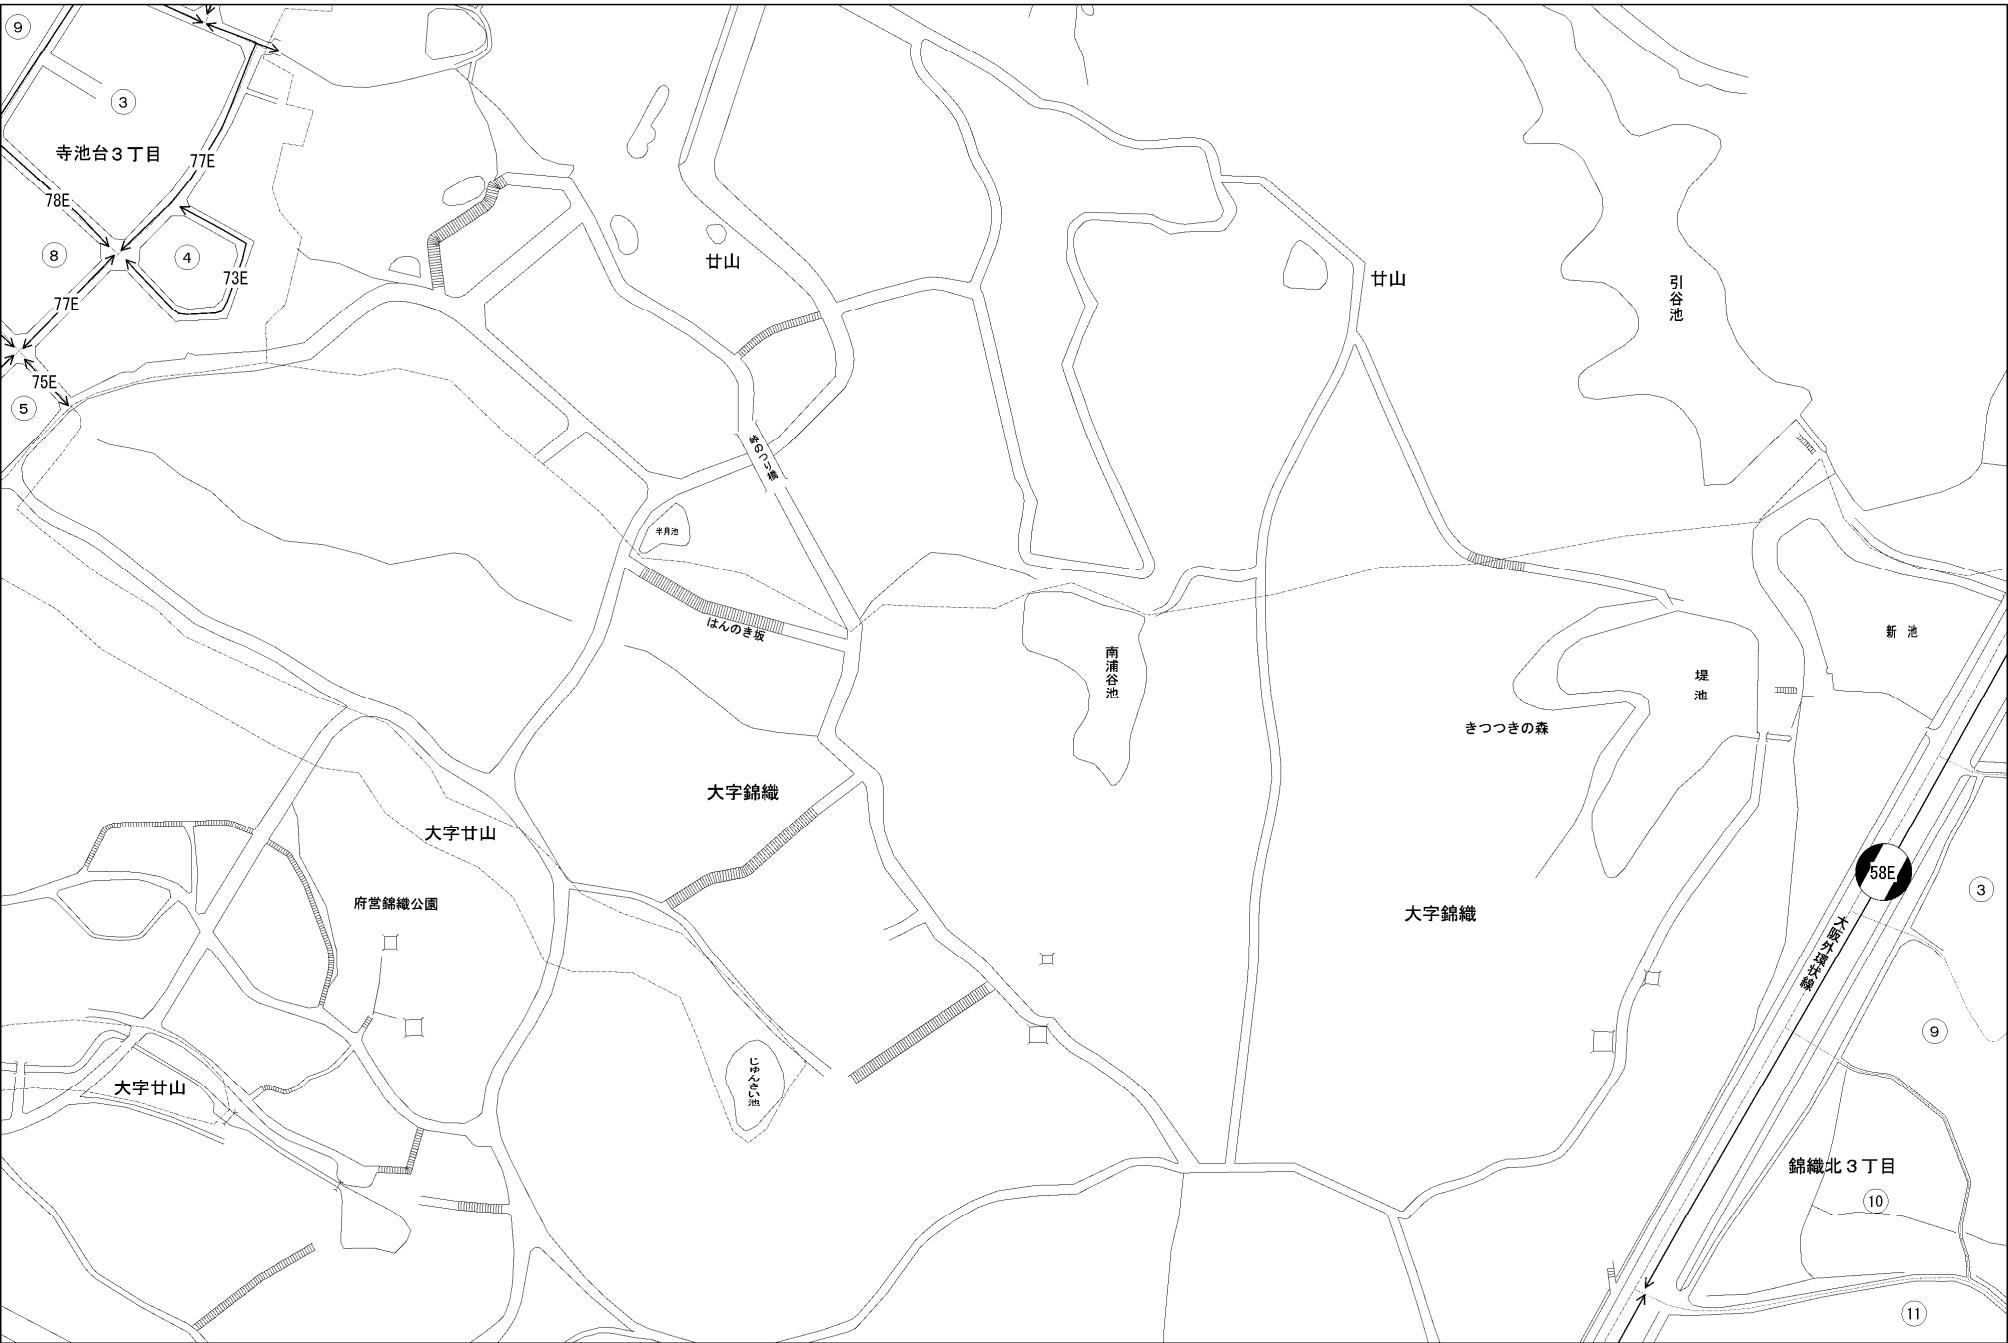 ⑨
③
寺池台3丁目
77E
78E
⑧
④
73E
77E
75E
⑤
廿山
廿山
引谷池
峠のつり橋
半月池
はんのき坂
南浦谷池
新 池
堤池
きつつきの森
大字錦織
大字廿山
府営錦織公園
大字錦織
58E
大阪外環状線
③
⑨
じゅんさい池
大字廿山
錦織北3丁目
⑩
⑪